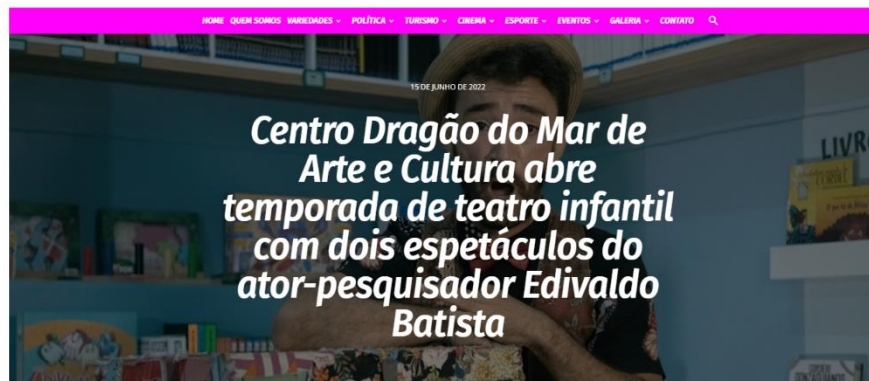 HOME QUEM SOMOS VARIEDADES POLÍTICA TURISMO CINEMA ESPORTE EVENTOS GALERIA CONTATO
15 DE JUNHO DE 2022
Centro Dragão do Mar de
Arte e Cultura abre
temporada de teatro infantil
com dois espetáculos do
ator-pesquisador Edivaldo
Batista
LIVR